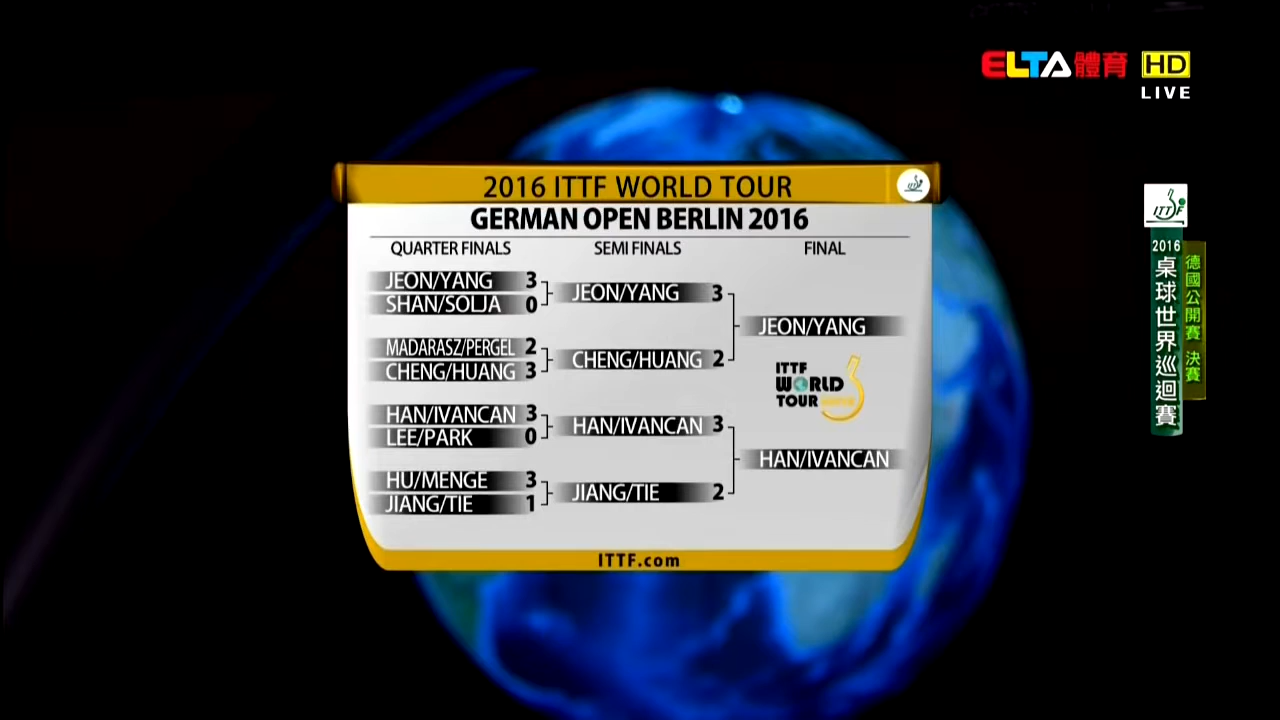 ELTA體育 HD
LIVE
2016 ITTF WORLD TOUR
GERMAN OPEN BERLIN 2016
QUARTER FINALS SEMI FINALS FINAL
JEON/YANG 3
SHAN/SOLJA 0
JEON/YANG 3
MADARASZ/PERGEL 2
CHENG/HUANG 3
CHENG/HUANG 2
JEON/YANG
HAN/IVANCAN 3
LEE/PARK 0
HAN/IVANCAN 3
HU/MENGE 3
JIANG/TIE 1
JIANG/TIE 2
HAN/IVANCAN
ITTF
WORLD
TOUR
ITTF.com
ITTF
2016
桌球世界巡迴賽
德國公開賽 決賽